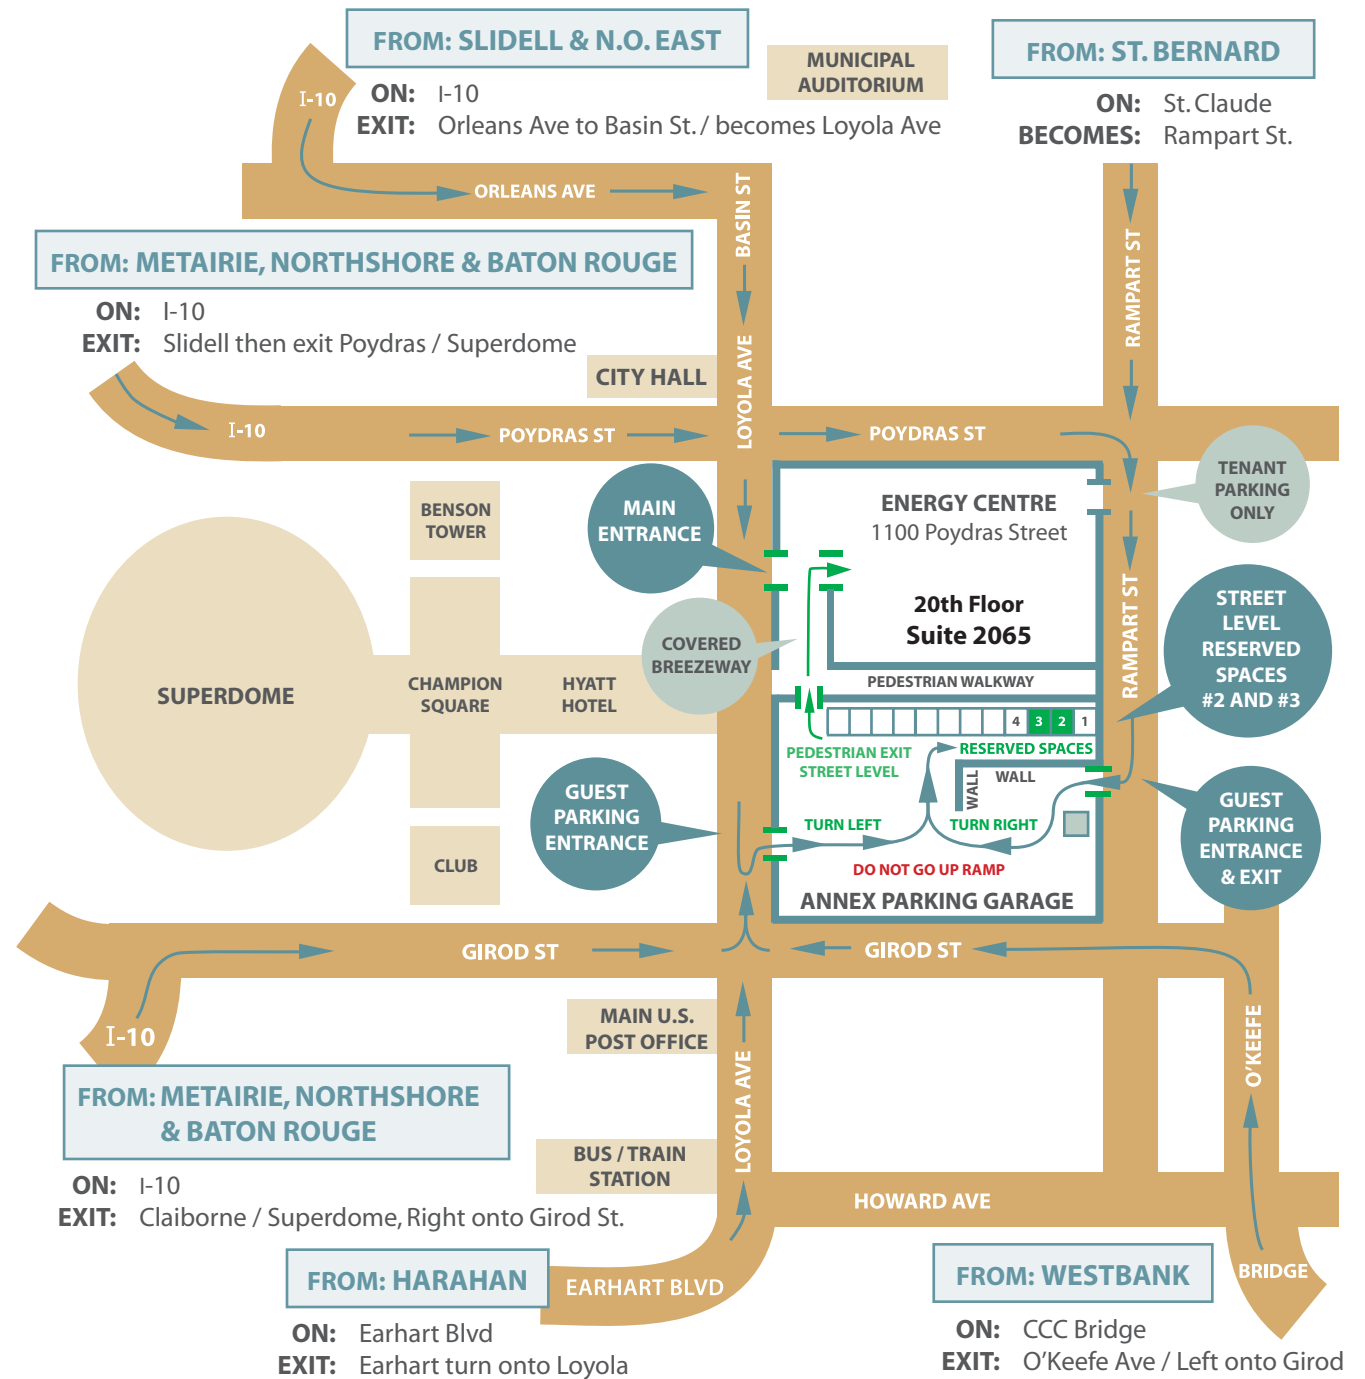 FROM: SLIDELL & N.O. EAST
ON: I-10
EXIT: Orleans Ave to Basin St. / becomes Loyola Ave
MUNICIPAL
AUDITORIUM
FROM: ST. BERNARD
ON: St. Claude
BECOMES: Rampart St.
I-10
ORLEANS AVE
BASIN ST
RAMPART ST
FROM: METAIRIE, NORTHSHORE & BATON ROUGE
ON: I-10
EXIT: Slidell then exit Poydras / Superdome
CITY HALL
LOYOLA AVE
I-10
POYDRAS ST
POYDRAS ST
TENANT
PARKING
ONLY
BENSON
TOWER
MAIN
ENTRANCE
ENERGY CENTRE
1100 Poydras Street
20th Floor
Suite 2065
RAMPART ST
STREET
LEVEL
RESERVED
SPACES
#2 AND #3
COVERED
BREEZEWAY
PEDESTRIAN WALKWAY
SUPERDOME
CHAMPION
SQUARE
HYATT
HOTEL
4 3 2 1
PEDESTRIAN EXIT
STREET LEVEL
RESERVED SPACES
WALL
WALL
GUEST
PARKING
ENTRANCE
TURN LEFT
TURN RIGHT
GUEST
PARKING
ENTRANCE
& EXIT
CLUB
DO NOT GO UP RAMP
ANNEX PARKING GARAGE
GIROD ST
GIROD ST
I-10
MAIN U.S.
POST OFFICE
LOYOLA AVE
O'KEEFE
FROM: METAIRIE, NORTHSHORE
& BATON ROUGE
ON: I-10
EXIT: Claiborne / Superdome, Right onto Girod St.
BUS / TRAIN
STATION
HOWARD AVE
FROM: HARAHAN
ON: Earhart Blvd
EXIT: Earhart turn onto Loyola
EARHART BLVD
FROM: WESTBANK
ON: CCC Bridge
EXIT: O'Keefe Ave / Left onto Girod
BRIDGE